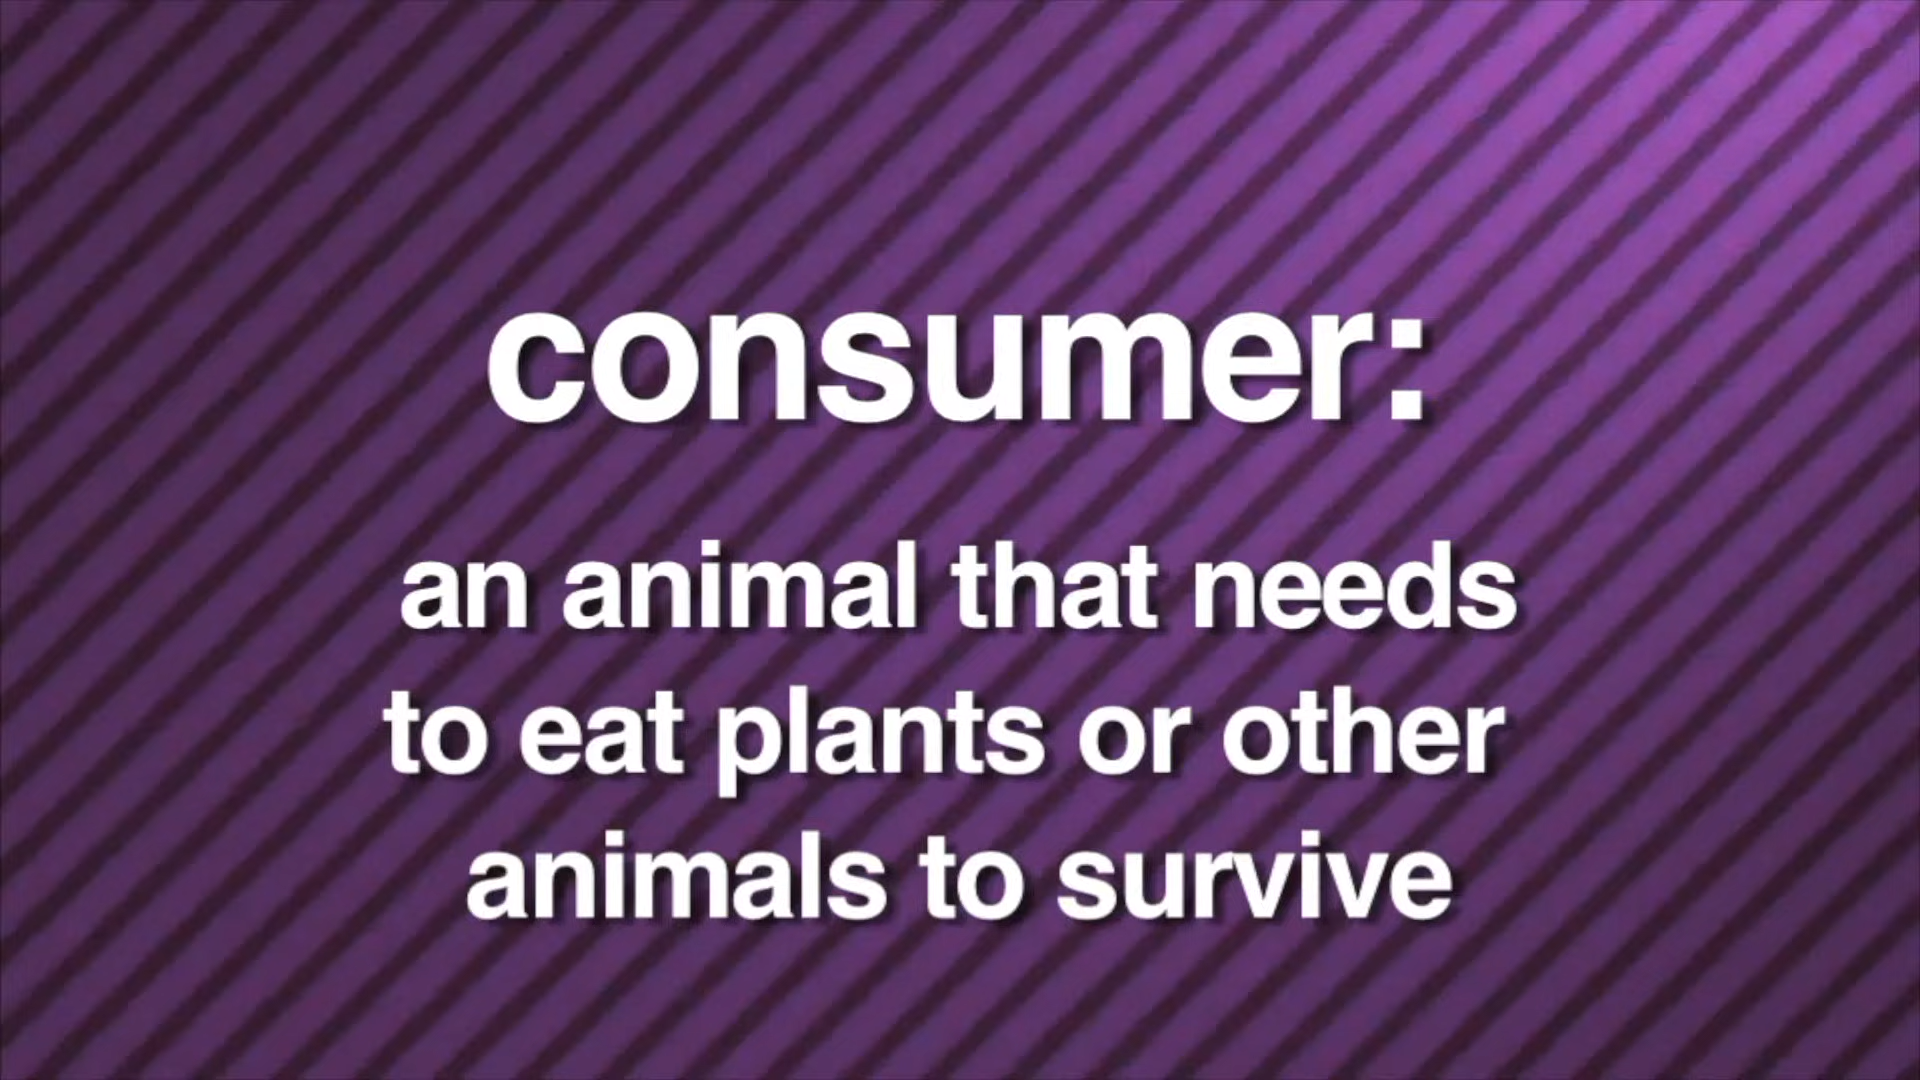 consumer:
an animal that needs
to eat plants or other
animals to survive